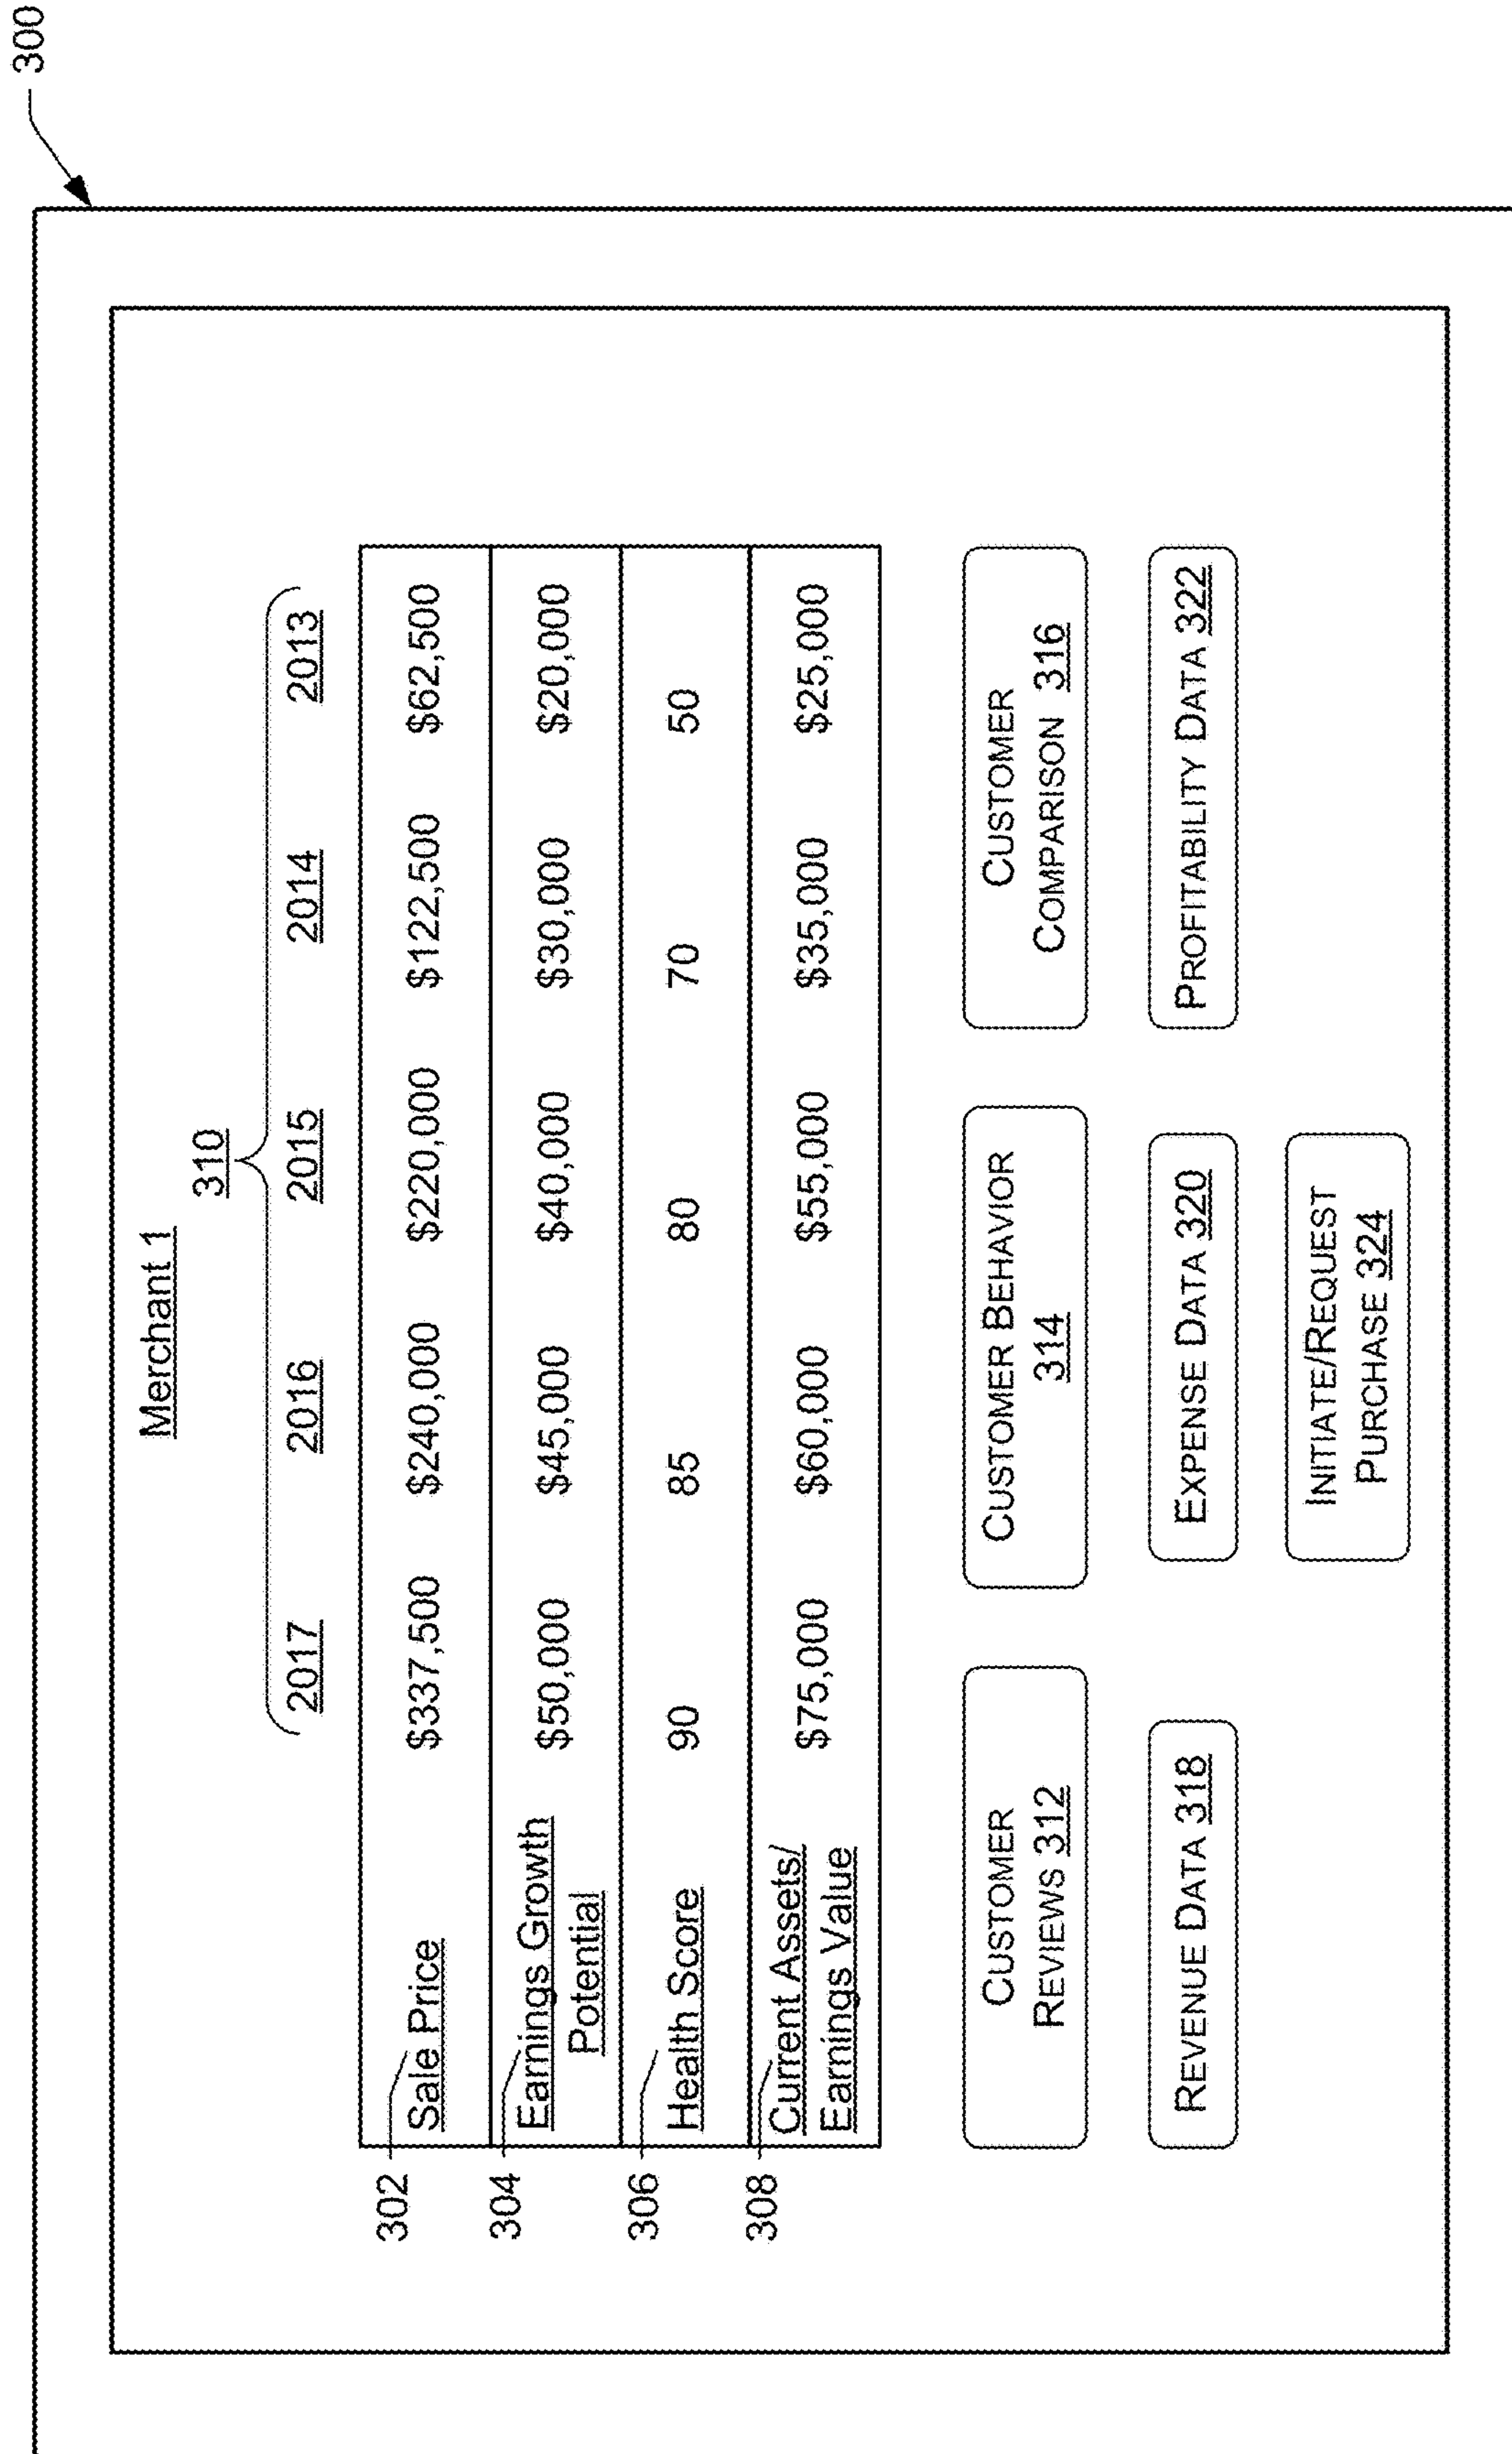 300
Merchant 1
310
2017 2016 2015 2014 2013
302 Sale Price $337,500 $240,000 $220,000 $122,500 $62,500
304 Earnings Growth
Potential $50,000 $45,000 $40,000 $30,000 $20,000
306 Health Score 90 85 80 70 50
308 Current Assets/
Earnings Value $75,000 $60,000 $55,000 $35,000 $25,000
CUSTOMER
REVIEWS 312
CUSTOMER BEHAVIOR
314
CUSTOMER
COMPARISON 316
REVENUE DATA 318
EXPENSE DATA 320
PROFITABILITY DATA 322
INITIATE/REQUEST
PURCHASE 324